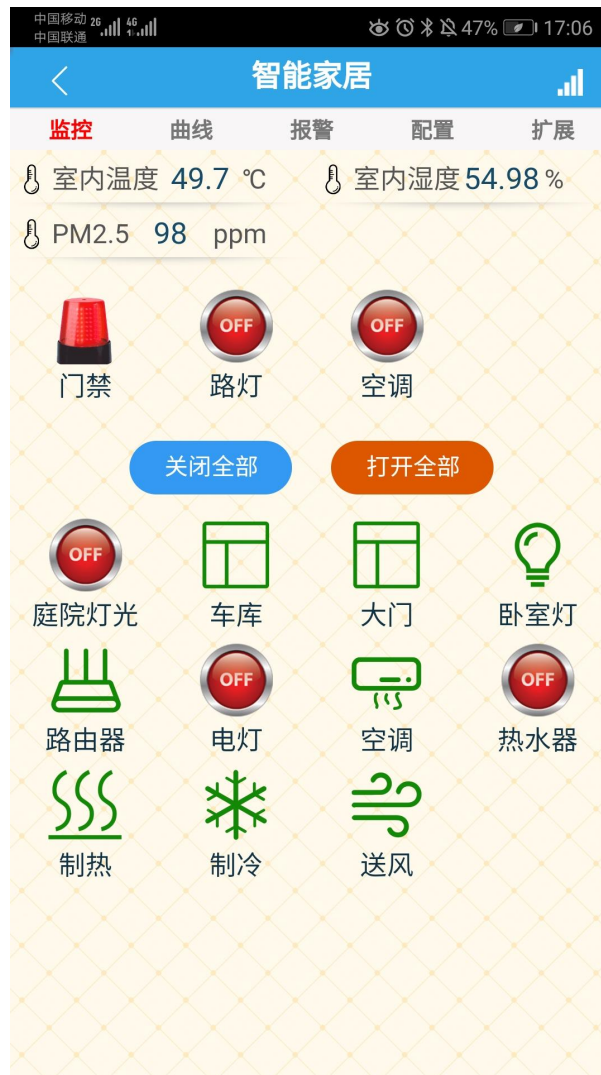 中国移动 2G 4G
中国联通 47% 17:06
智能家居
监控 曲线 报警 配置 扩展
室内温度 49.7 ℃ 室内湿度 54.98 %
PM2.5 98 ppm
OFF OFF
门禁 路灯 空调
关闭全部 打开全部
OFF
庭院灯光 车库 大门 卧室灯
OFF OFF
路由器 电灯 空调 热水器
制热 制冷 送风